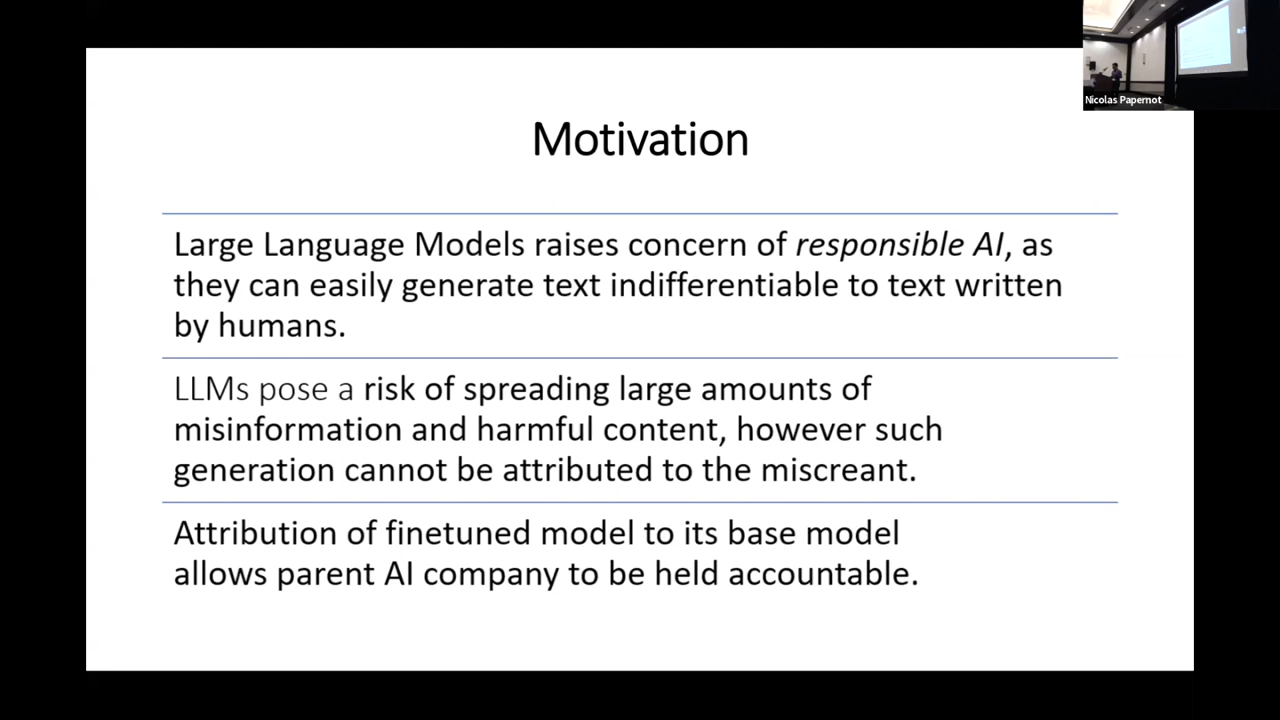 Nicolas Papernot
Motivation
Large Language Models raises concern of responsible AI, as
they can easily generate text indifferentiable to text written
by humans.
LLMs pose a risk of spreading large amounts of
misinformation and harmful content, however such
generation cannot be attributed to the miscreant.
Attribution of finetuned model to its base model
allows parent AI company to be held accountable.